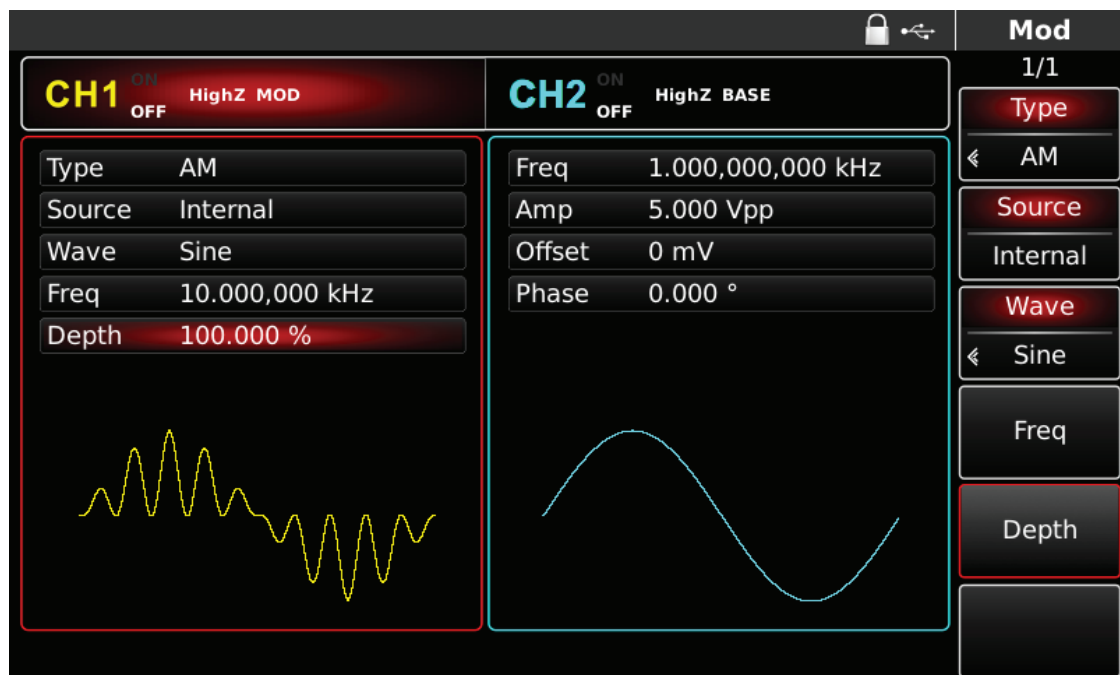 Mod
1/1
CH1 ON OFF HighZ MOD
CH2 ON OFF HighZ BASE
Type AM
Source Internal
Wave Sine
Freq 10.000,000 kHz
Depth 100.000 %
Freq 1.000,000,000 kHz
Amp 5.000 Vpp
Offset 0 mV
Phase 0.000 °
Type
AM
Source
Internal
Wave
Sine
Freq
Depth